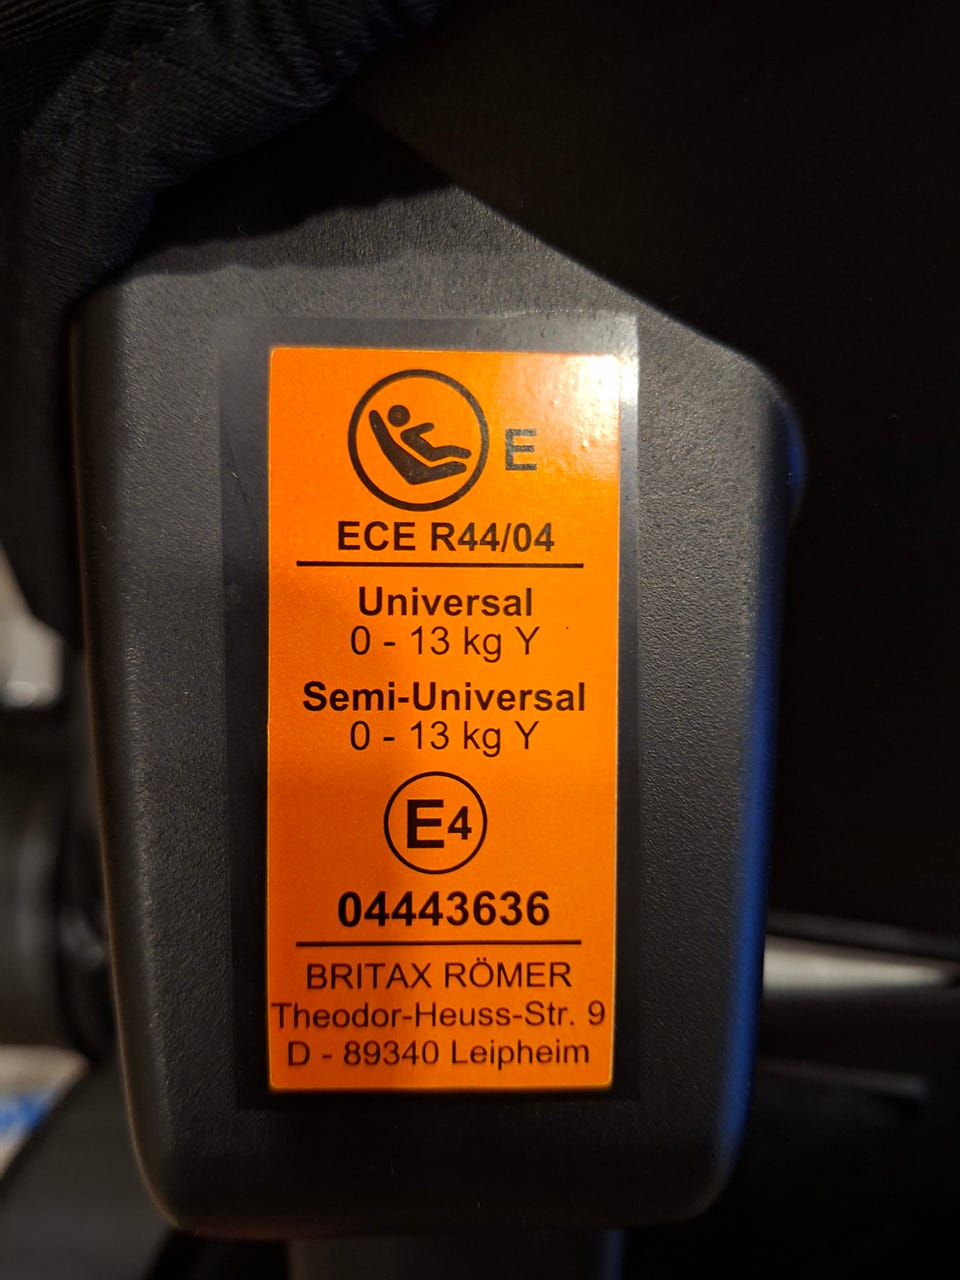 E
ECE R44/04
Universal
0 - 13 kg Y
Semi-Universal
0 - 13 kg Y
E4
04443636
BRITAX RÖMER
Theodor-Heuss-Str. 9
D - 89340 Leipheim